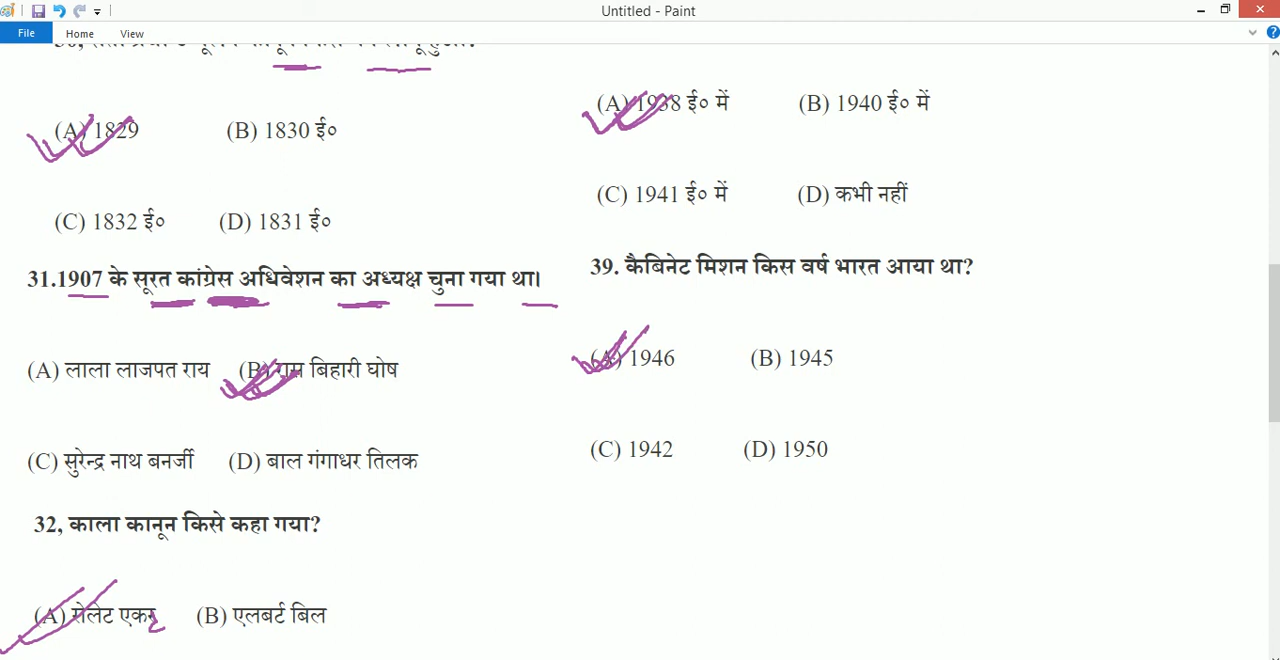 Untitled - Paint
File Home View
(A) 1829 (B) 1830 ई०
(C) 1832 ई० (D) 1831 ई०
31.1907 के सूरत कांग्रेस अधिवेशन का अध्यक्ष चुना गया था।
(A) लाला लाजपत राय (B) रास बिहारी घोष
(C) सुरेन्द्र नाथ बनर्जी (D) बाल गंगाधर तिलक
32, काला कानून किसे कहा गया?
(A) रोलेट एकट (B) एलबर्ट बिल
(A) 1938 ई० में (B) 1940 ई० में
(C) 1941 ई० में (D) कभी नहीं
39. कैबिनेट मिशन किस वर्ष भारत आया था?
(A) 1946 (B) 1945
(C) 1942 (D) 1950